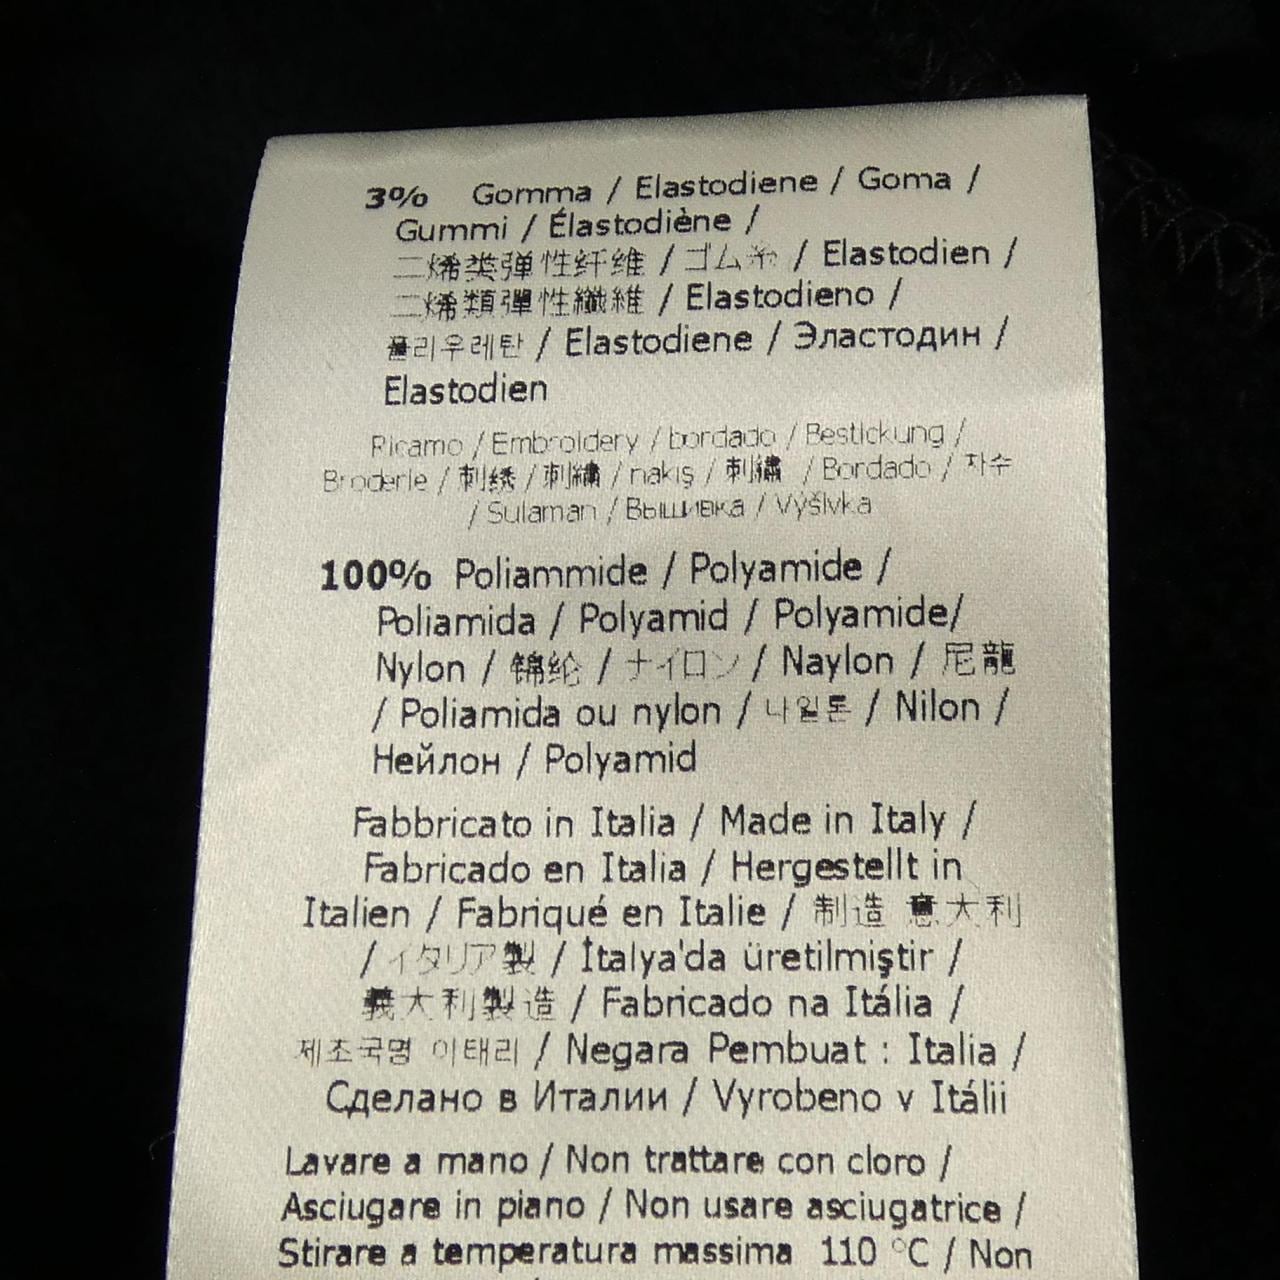 3% Gomma / Elastodiene / Goma /
Gummi / Élastodiène /
二烯类弹性纤维 / ゴム糸 / Elastodien /
二烯類彈性纖維 / Elastodieno /
폴리우레탄 / Elastodiene / Эластодин /
Elastodien
Ricamo / Embroidery / bordado / Bestickung /
Broderie / 刺绣 / 刺繍 / nakış / 刺繡 / Bordado / 자수
/ Sulaman / Вышивка / Výšivka
100% Poliammide / Polyamide /
Poliamida / Polyamid / Polyamide/
Nylon / 锦纶 / ナイロン / Naylon / 尼龍
/ Poliamida ou nylon / 나일론 / Nilon /
Нейлон / Polyamid
Fabbricato in Italia / Made in Italy /
Fabricado en Italia / Hergestellt in
Italien / Fabriqué en Italie / 制造 意大利
/ イタリア製 / İtalya'da üretilmiştir /
義大利製造 / Fabricado na Itália /
제조국명 이태리 / Negara Pembuat : Italia /
Сделано в Италии / Vyrobeno v Itálii
Lavare a mano / Non trattare con cloro /
Asciugare in piano / Non usare asciugatrice /
Stirare a temperatura massima 110 °C / Non